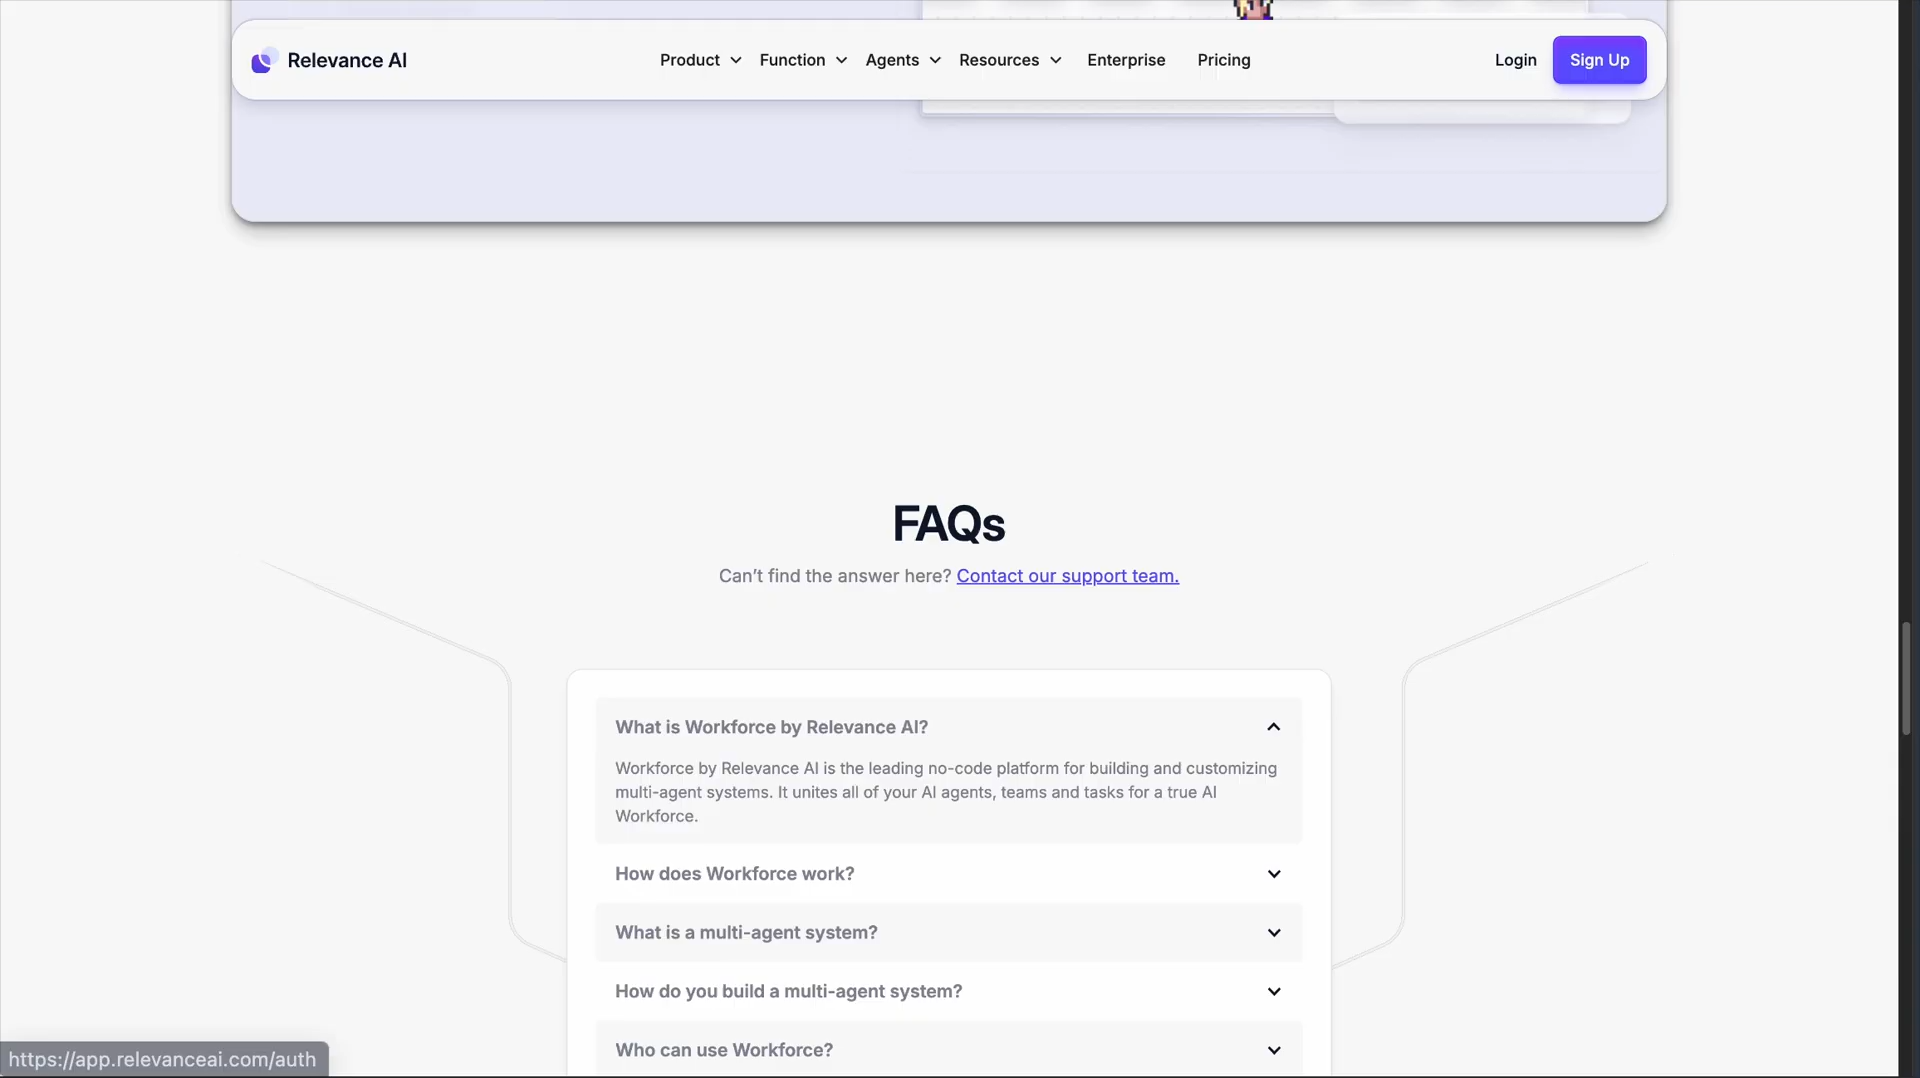 Relevance AI
Product
Function
Agents
Resources
Enterprise
Pricing
Login
Sign Up
FAQs
Can't find the answer here? Contact our support team.
What is Workforce by Relevance AI?
Workforce by Relevance AI is the leading no-code platform for building and customizing
multi-agent systems. It unites all of your AI agents, teams and tasks for a true AI
Workforce.
How does Workforce work?
What is a multi-agent system?
How do you build a multi-agent system?
Who can use Workforce?
https://app.relevanceai.com/auth